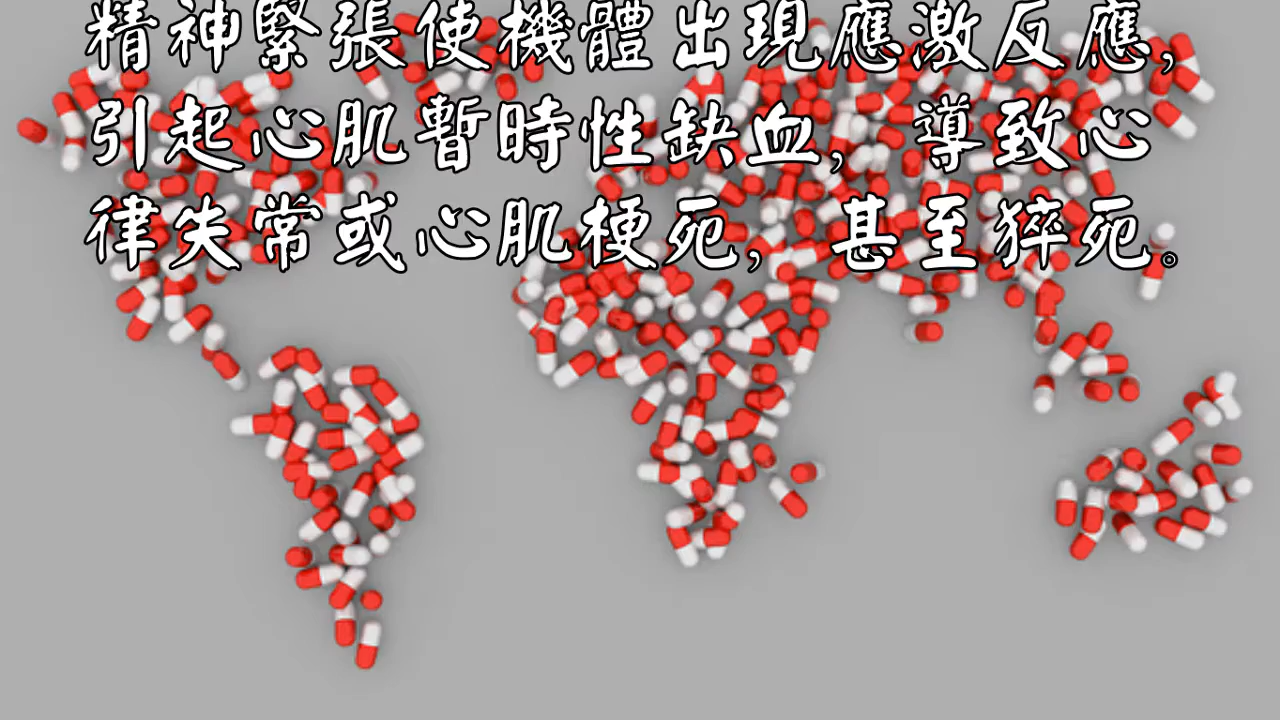 精神緊張使機體出現應激反應,
引起心肌暫時性缺血, 導致心
律失常或心肌梗死, 甚至猝死。